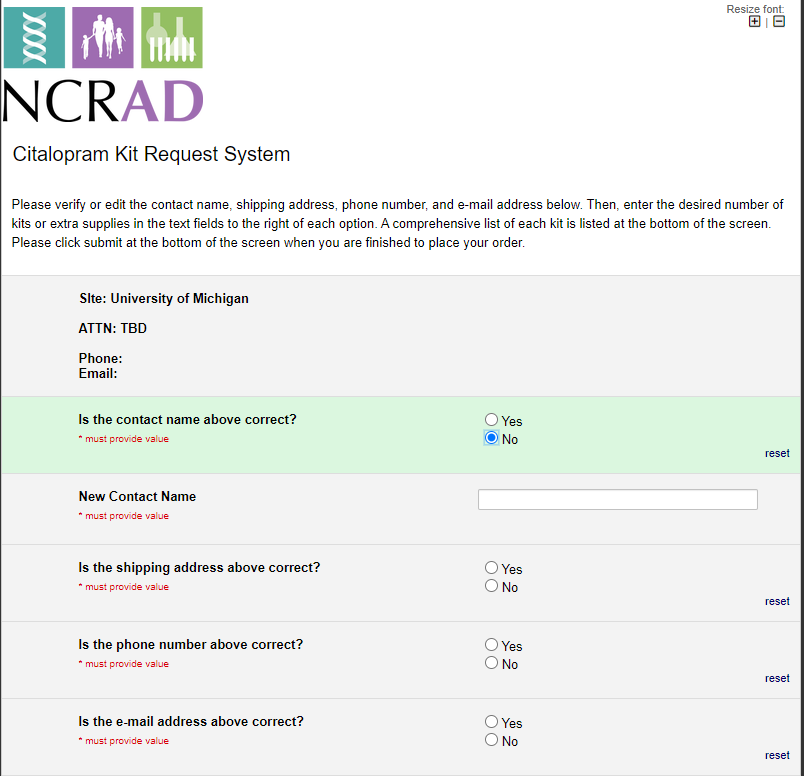 Resize font:
NCRAD
Citalopram Kit Request System
Please verify or edit the contact name, shipping address, phone number, and e-mail address below. Then, enter the desired number of
kits or extra supplies in the text fields to the right of each option. A comprehensive list of each kit is listed at the bottom of the screen.
Please click submit at the bottom of the screen when you are finished to place your order.
SIte: University of Michigan
ATTN: TBD
Phone:
Email:
Is the contact name above correct?
* must provide value
Yes
No
reset
New Contact Name
* must provide value
Is the shipping address above correct?
* must provide value
Yes
No
reset
Is the phone number above correct?
* must provide value
Yes
No
reset
Is the e-mail address above correct?
* must provide value
Yes
No
reset